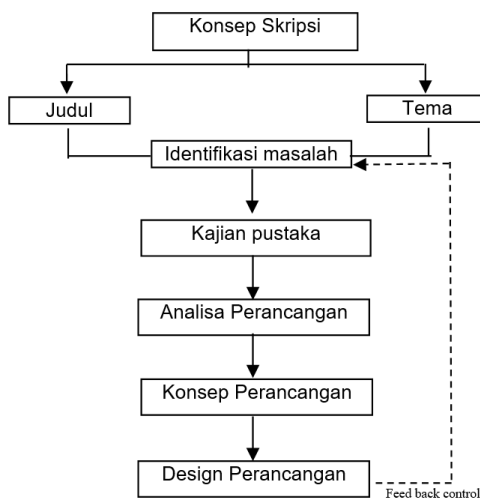 Konsep Skripsi
Judul
Tema
Identifikasi masalah
Kajian pustaka
Analisa Perancangan
Konsep Perancangan
Design Perancangan
Feed back control